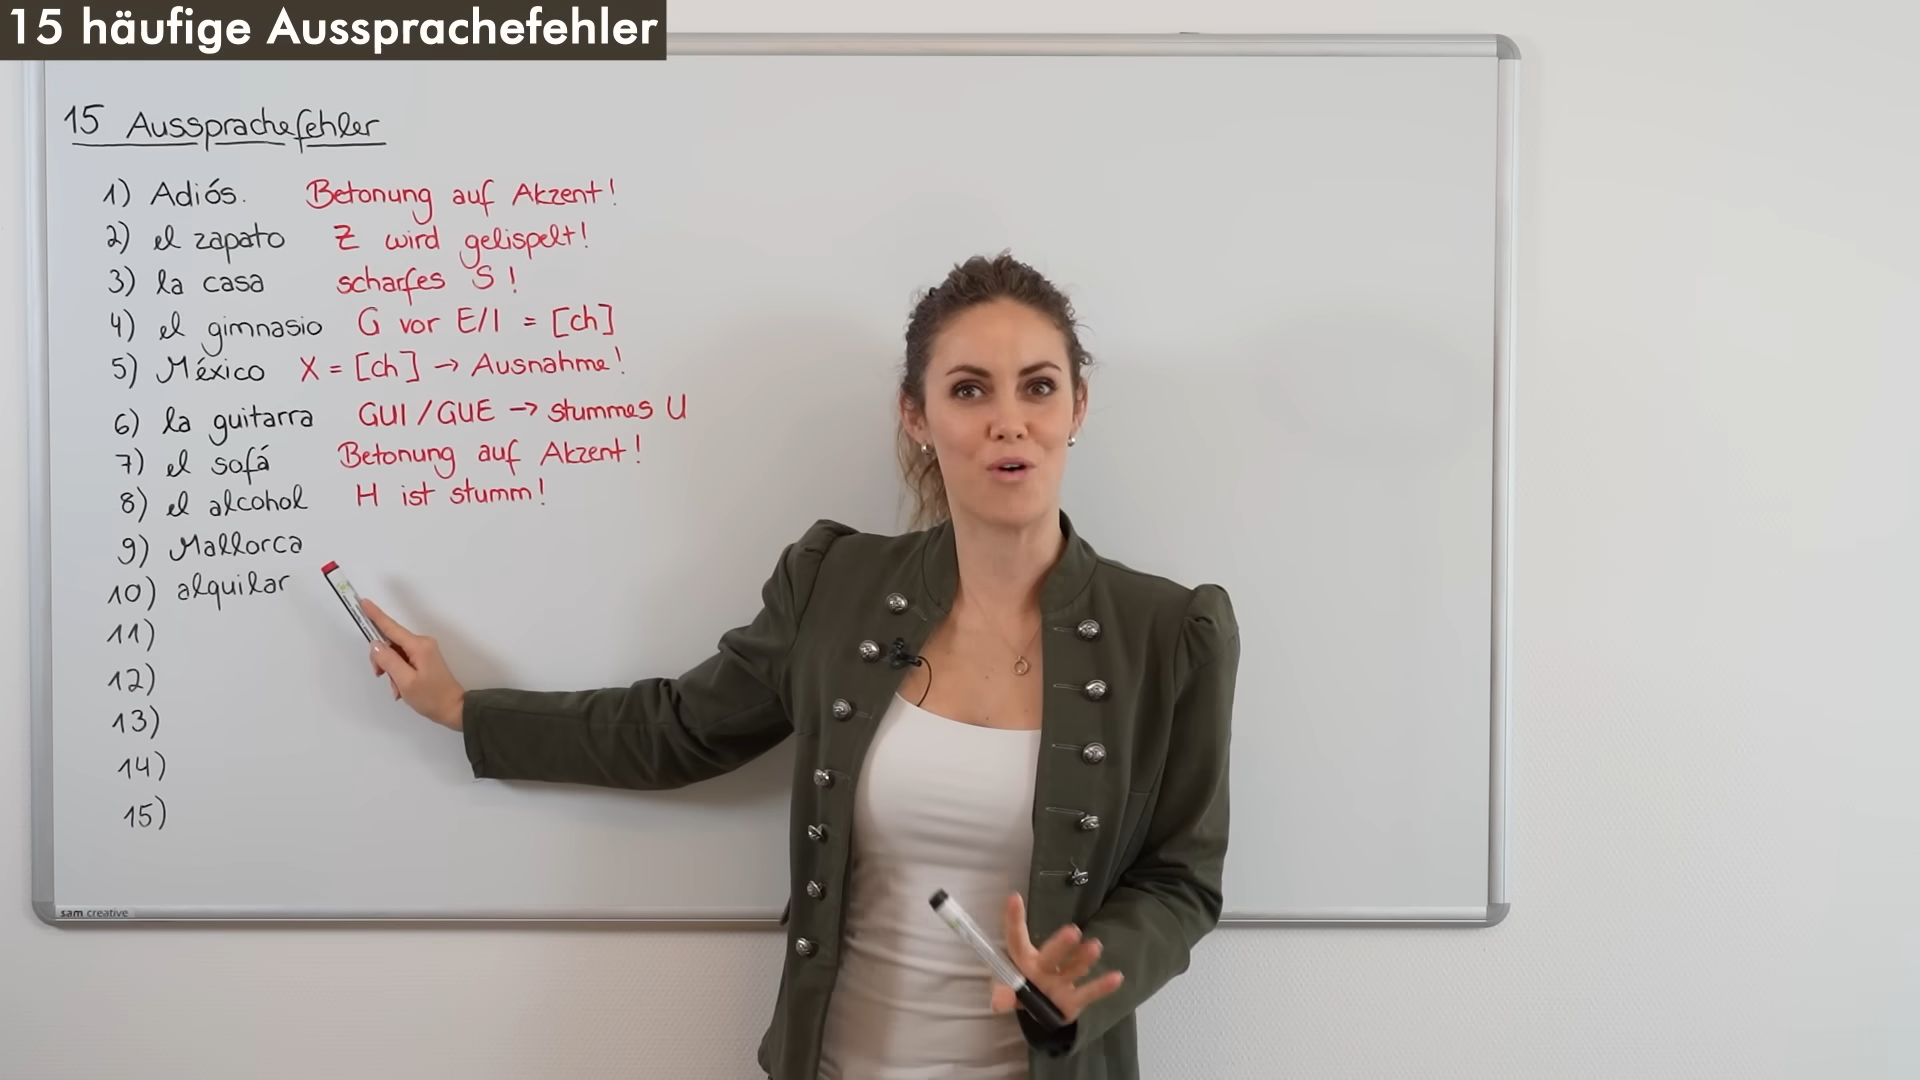 15 häufige Aussprachefehler
15 Aussprachefehler
1) Adiós. Betonung auf Akzent!
2) el zapato Z wird gelispelt!
3) la casa scharfes S!
4) el gimnasio G vor E/I = [ch]
5) México X = [ch] → Ausnahme!
6) la guitarra GUI/GUE → stummes U
7) el sofá Betonung auf Akzent!
8) el alcohol H ist stumm!
9) Mallorca
10) alquilar
11)
12)
13)
14)
15)
sam creative